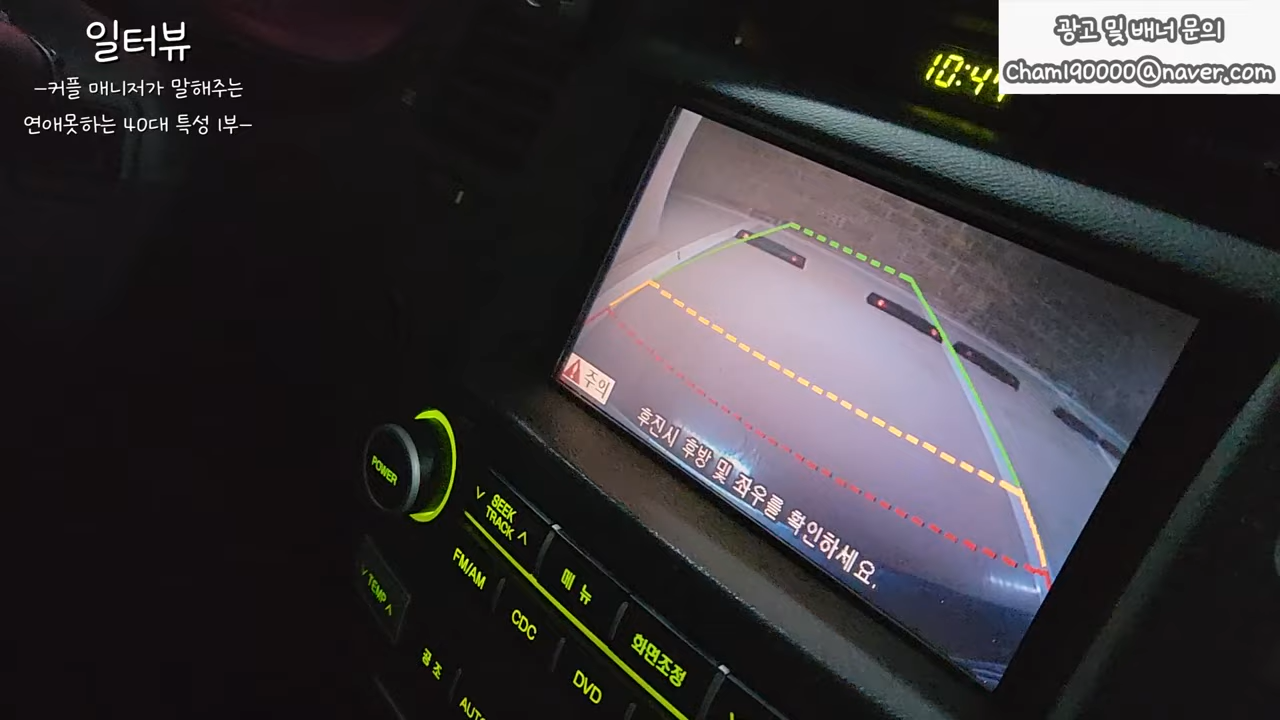 일터뷰
-커플 매니저가 말해주는
연애못하는 40대 특성 1부-
광고 및 배너 문의
Cham190000@naver.com
주의
후진시 후방 및 좌우를 확인하세요.
POWER
∨ SEEK
TRACK ∧
∨ TEMP ∧
FM/AM
메뉴
CDC
화면조정
공조
DVD